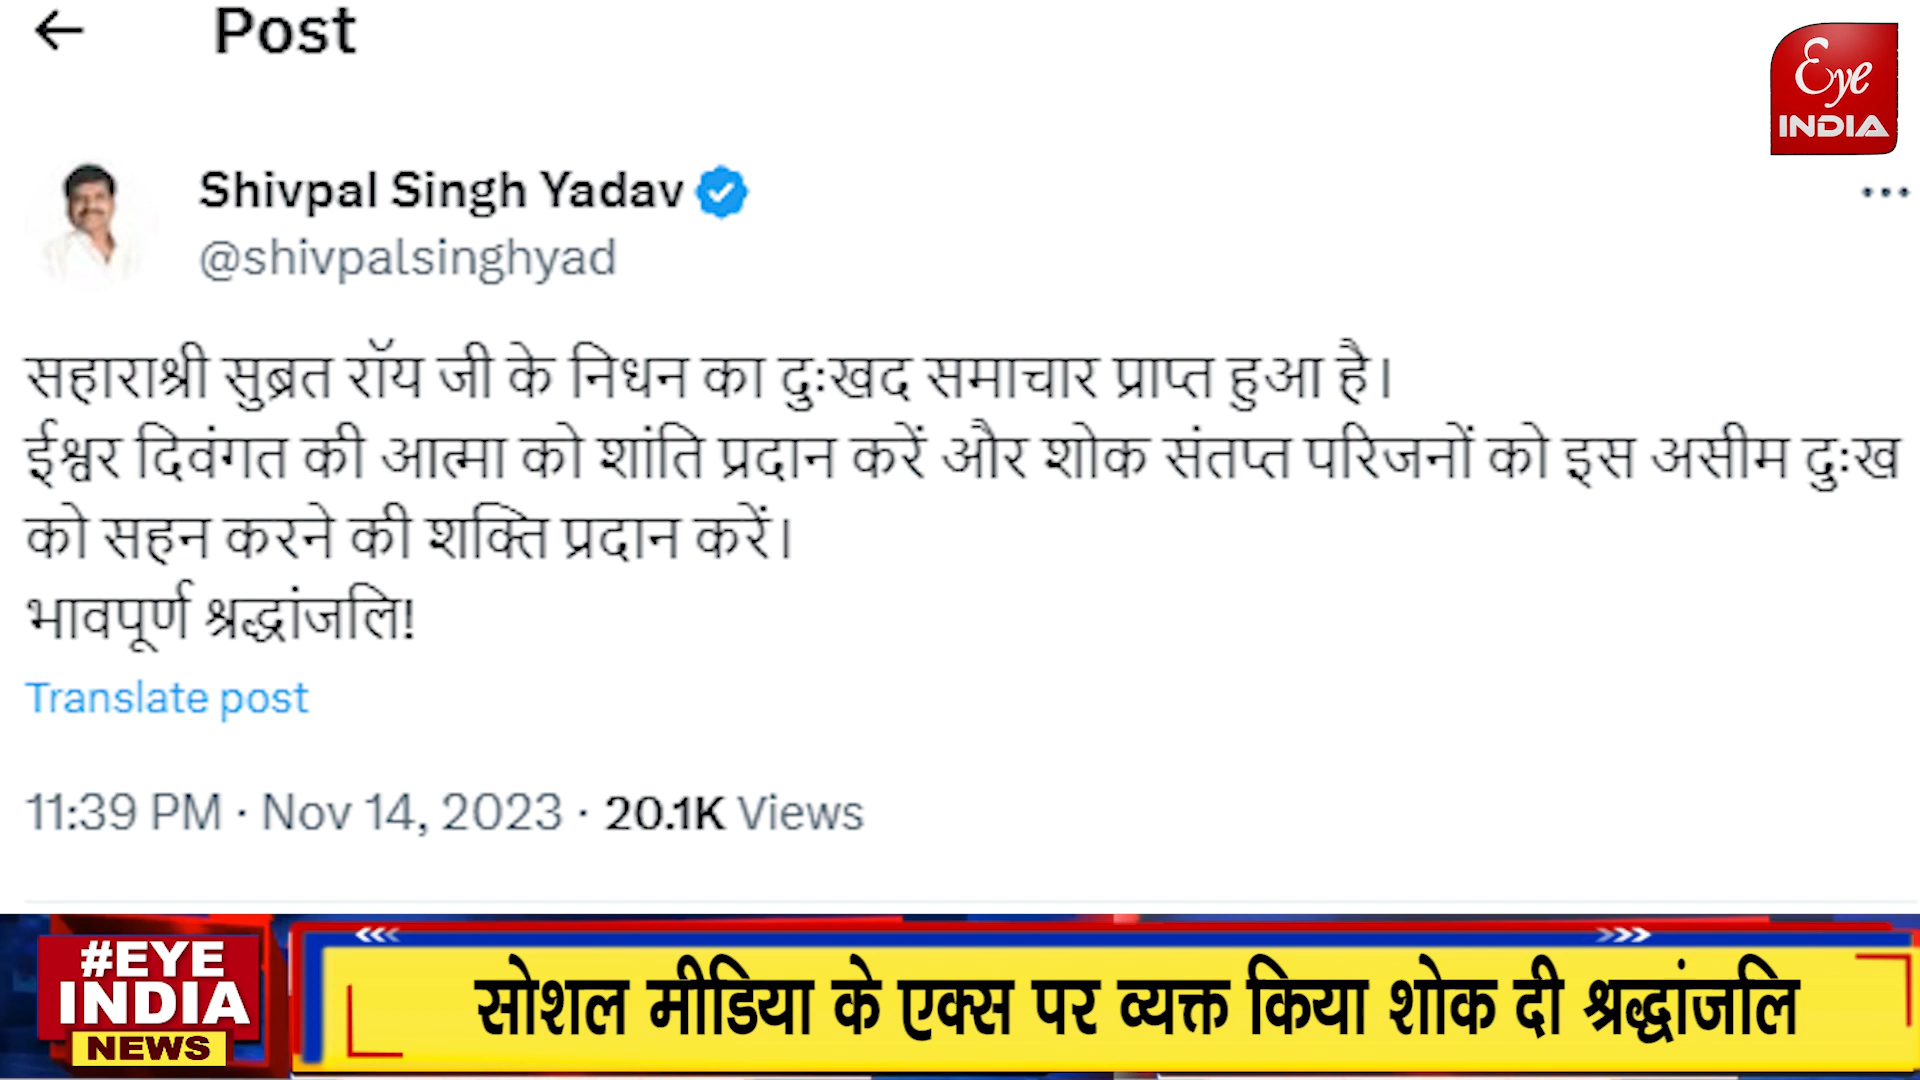 Post
Eye
INDIA
Shivpal Singh Yadav
@shivpalsinghyad
सहाराश्री सुब्रत रॉय जी के निधन का दुःखद समाचार प्राप्त हुआ है।
ईश्वर दिवंगत की आत्मा को शांति प्रदान करें और शोक संतप्त परिजनों को इस असीम दुःख
को सहन करने की शक्ति प्रदान करें।
भावपूर्ण श्रद्धांजलि!
Translate post
11:39 PM · Nov 14, 2023 · 20.1K Views
#EYE
INDIA
NEWS
सोशल मीडिया के एक्स पर व्यक्त किया शोक दी श्रद्धांजलि